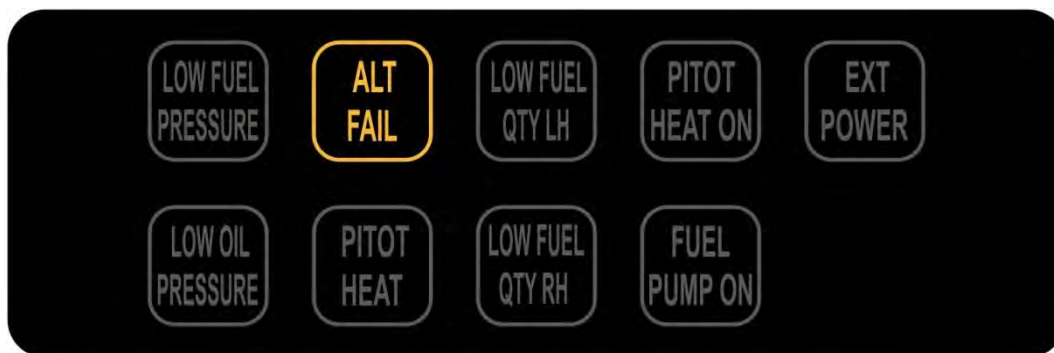 LOW FUEL
PRESSURE
ALT
FAIL
LOW FUEL
QTY LH
PITOT
HEAT ON
EXT
POWER
LOW OIL
PRESSURE
PITOT
HEAT
LOW FUEL
QTY RH
FUEL
PUMP ON